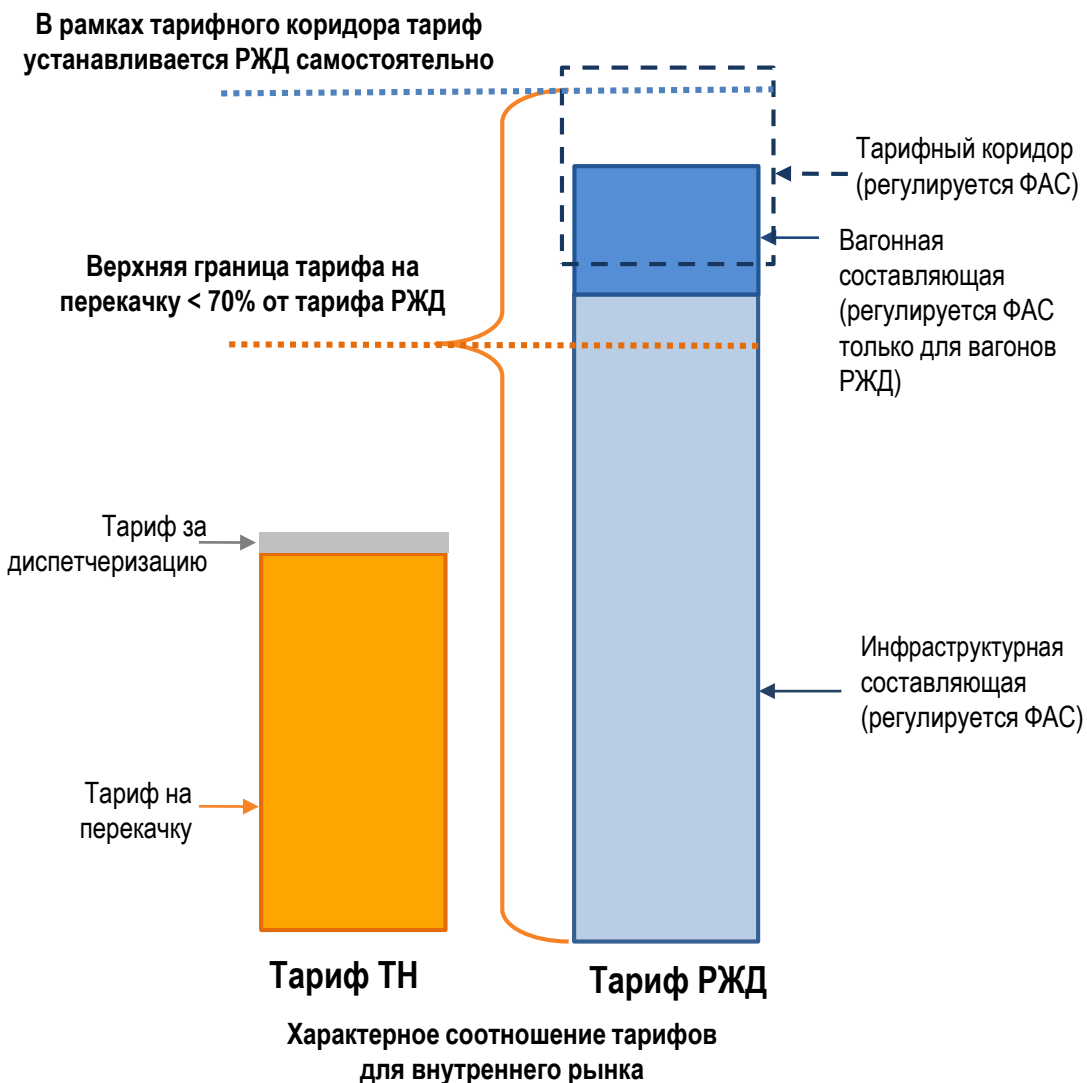 В рамках тарифного коридора тариф
устанавливается РЖД самостоятельно
Тарифный коридор
(регулируется ФАС)
Вагонная
составляющая
(регулируется ФАС
только для вагонов
РЖД)
Верхняя граница тарифа на
перекачку < 70% от тарифа РЖД
Тариф за
диспетчеризацию
Инфраструктурная
составляющая
(регулируется ФАС)
Тариф на
перекачку
Тариф ТН
Тариф РЖД
Характерное соотношение тарифов
для внутреннего рынка